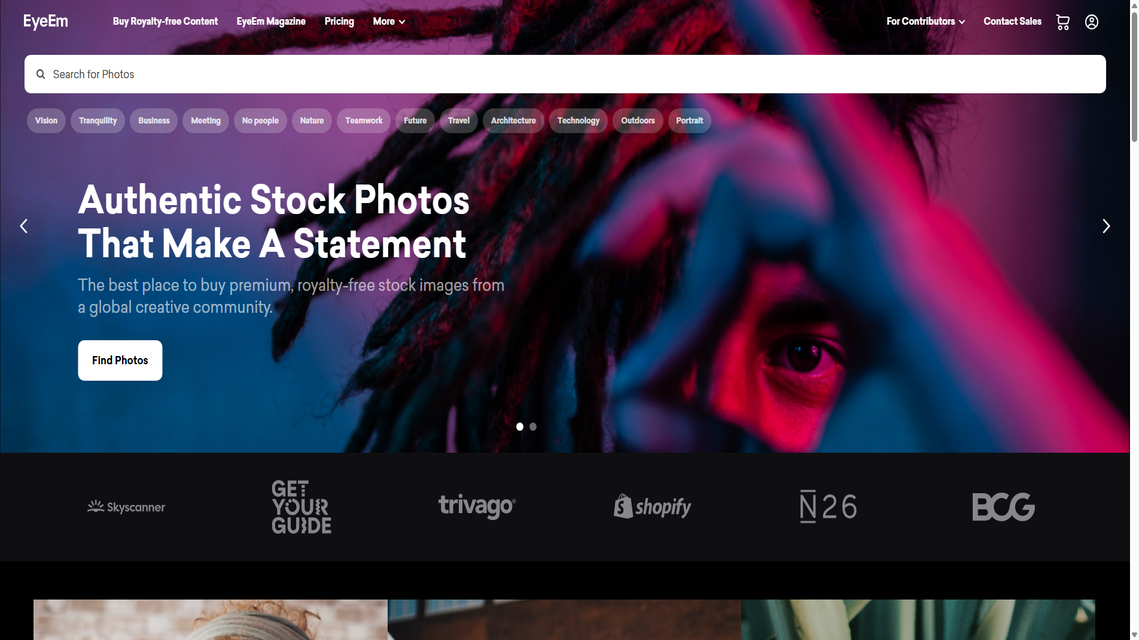 EyeEm
Buy Royalty-free Content
EyeEm Magazine
Pricing
More
For Contributors
Contact Sales
Search for Photos
Vision
Tranquility
Business
Meeting
No people
Nature
Teamwork
Future
Travel
Architecture
Technology
Outdoors
Portrait
Authentic Stock Photos
That Make A Statement
The best place to buy premium, royalty-free stock images from
a global creative community.
Find Photos
Skyscanner
GET
YOUR
GUIDE
trivago
shopify
N26
BCG